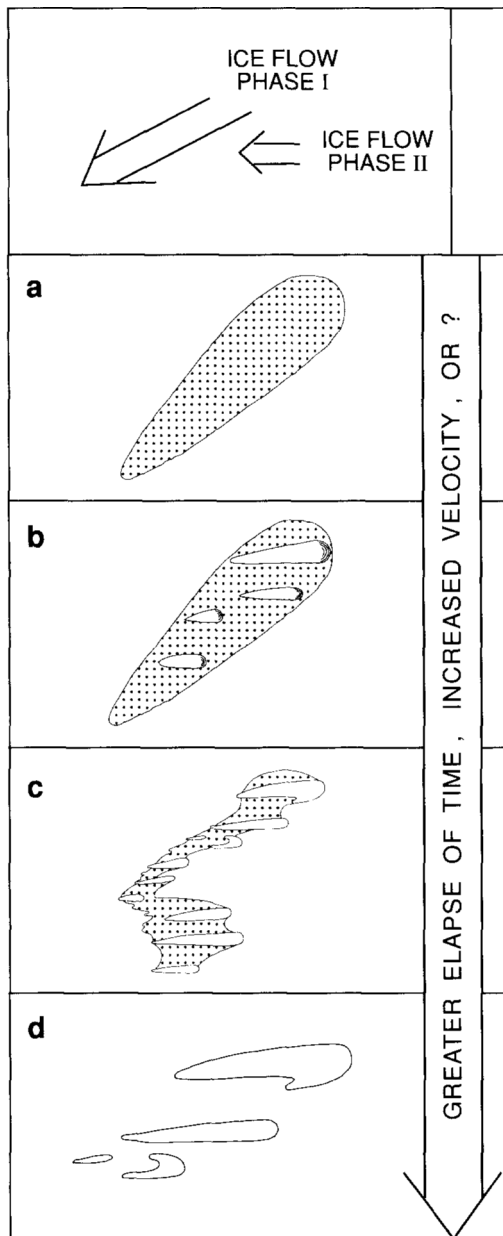 ICE FLOW
PHASE I
ICE FLOW
PHASE II
a
b
c
d
GREATER ELAPSE OF TIME, INCREASED VELOCITY, OR ?